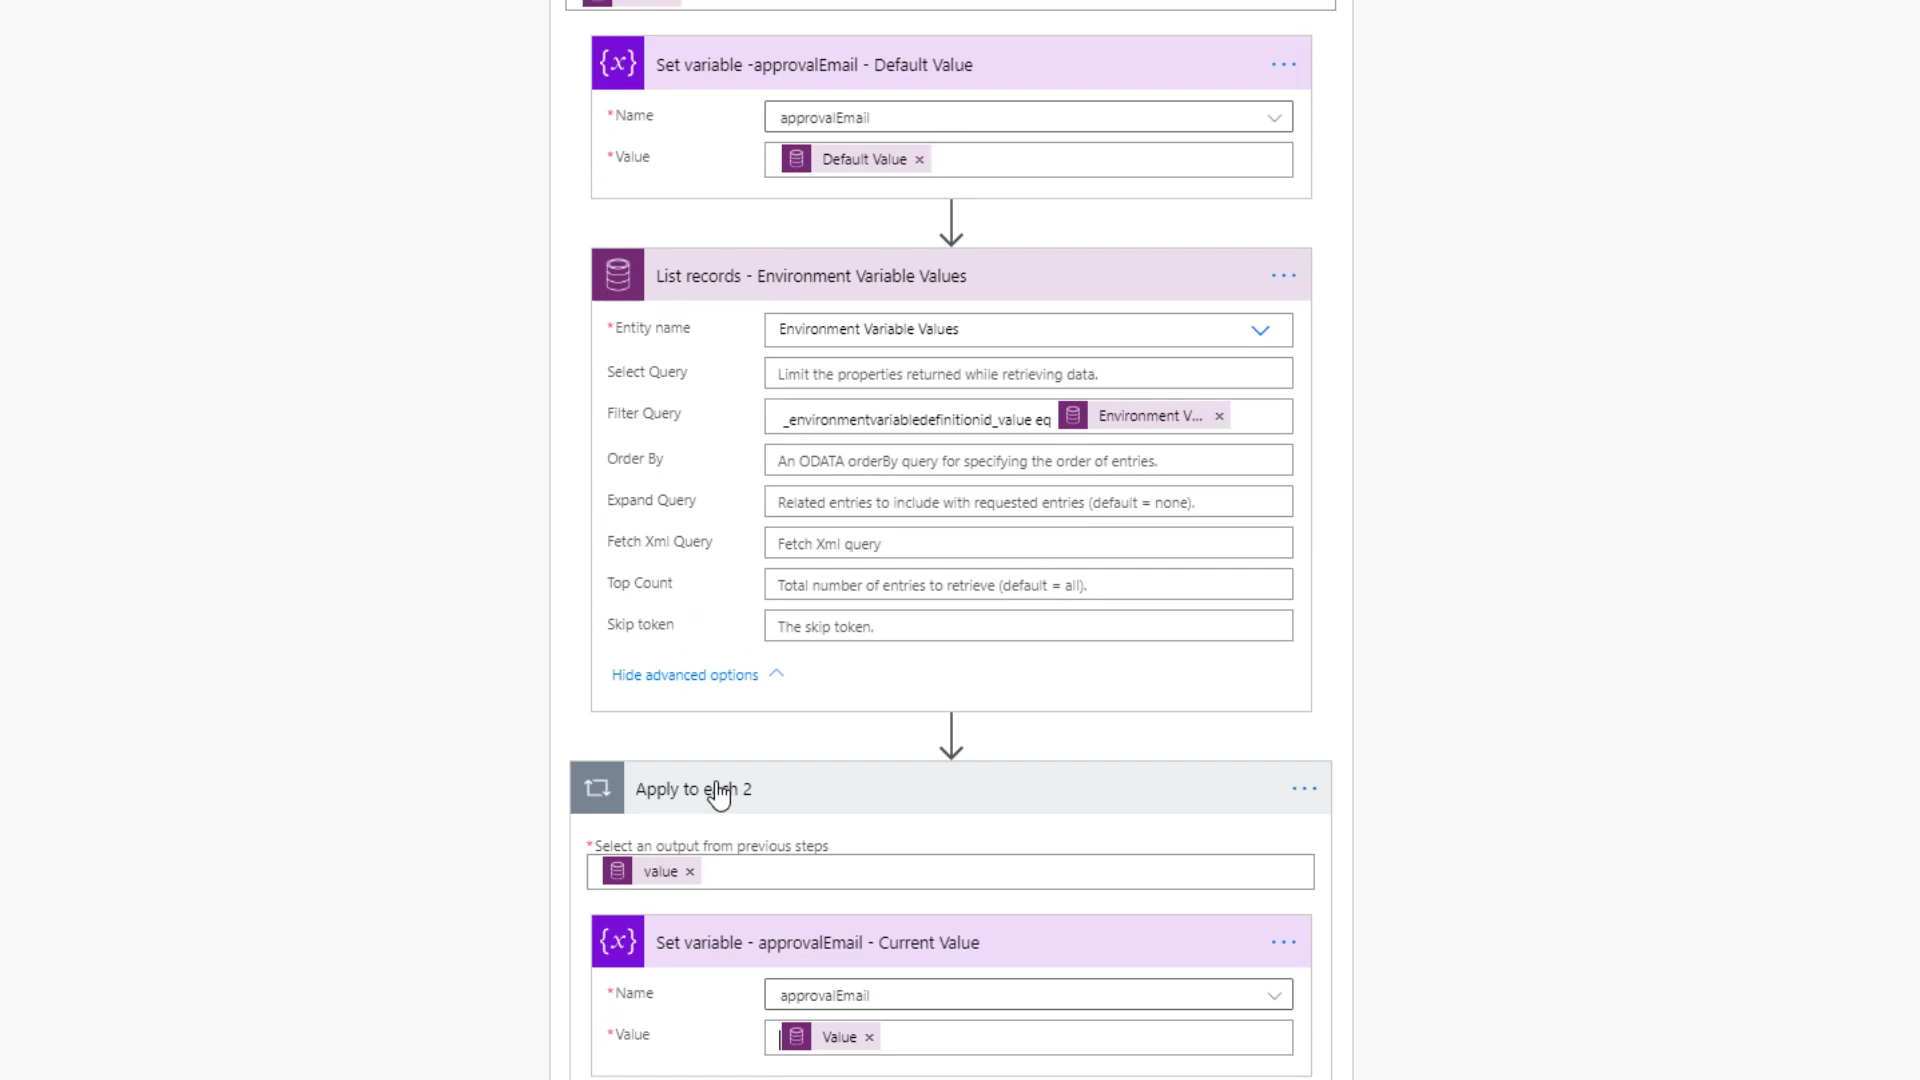 {x} Set variable -approvalEmail - Default Value ...
*Name approvalEmail
*Value Default Value ×
List records - Environment Variable Values ...
*Entity name Environment Variable Values
Select Query Limit the properties returned while retrieving data.
Filter Query _environmentvariabledefinitionid_value eq Environment V... ×
Order By An ODATA orderBy query for specifying the order of entries.
Expand Query Related entries to include with requested entries (default = none).
Fetch Xml Query Fetch Xml query
Top Count Total number of entries to retrieve (default = all).
Skip token The skip token.
Hide advanced options
Apply to each 2 ...
*Select an output from previous steps
value ×
{x} Set variable - approvalEmail - Current Value ...
*Name approvalEmail
*Value Value ×